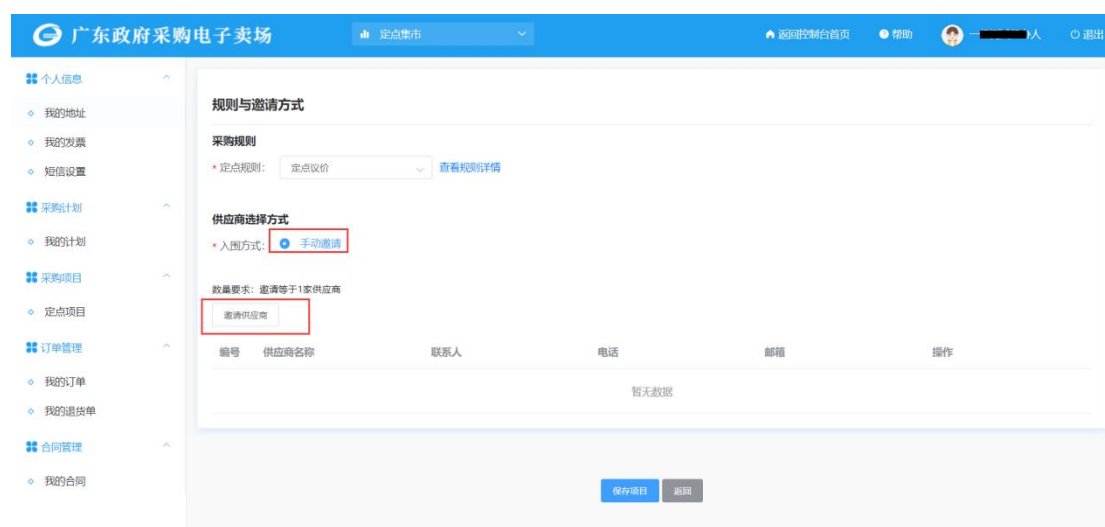 广东政府采购电子卖场
定点集市
返回控制台首页
帮助
一
人
退出
个人信息
我的地址
我的发票
短信设置
采购计划
我的计划
采购项目
定点项目
订单管理
我的订单
我的退货单
合同管理
我的合同
规则与邀请方式
采购规则
* 定点规则： 定点议价 查看规则详情
供应商选择方式
* 入围方式: 手动邀请
数量要求：邀请等于1家供应商
邀请供应商
编号 供应商名称 联系人 电话 邮箱 操作
暂无数据
保存项目 返回